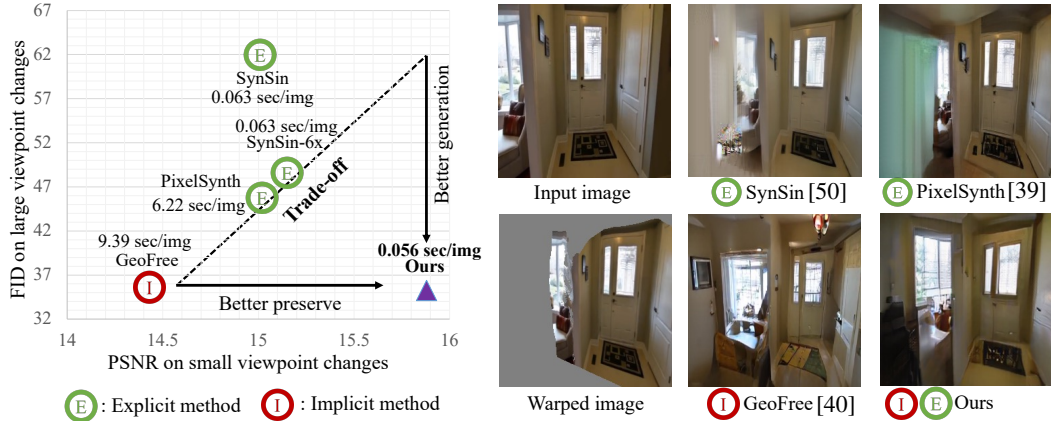 67
62
57
52
47
42
37
32
FID on large viewpoint changes
E
SynSin
0.063 sec/img
0.063 sec/img
SynSin-6x
E
PixelSynth
6.22 sec/img
E
Trade-off
9.39 sec/img
GeoFree
I
Better preserve
Better generation
0.056 sec/img
Ours
14
15
15
16
PSNR on small viewpoint changes
E : Explicit method
I : Implicit method
Input image
E SynSin [50]
E PixelSynth [39]
Warped image
I GeoFree [40]
I E Ours